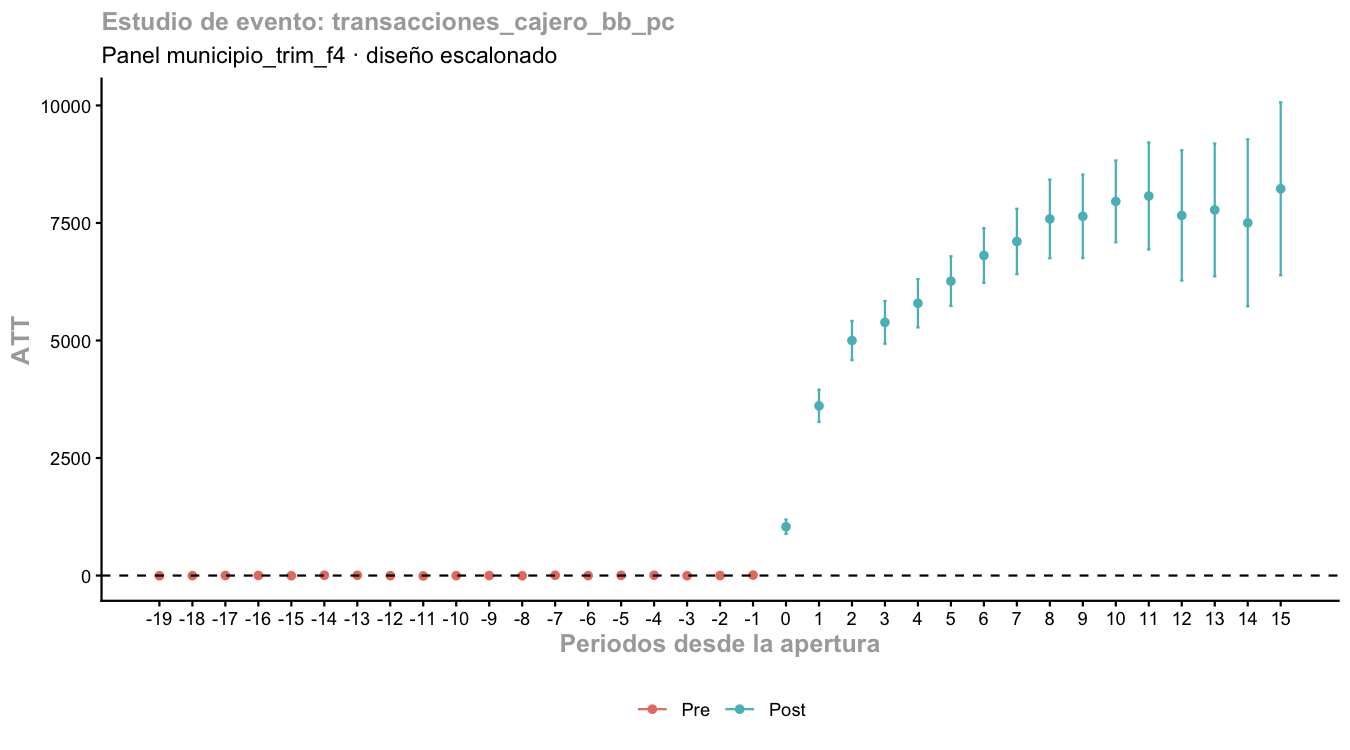 Estudio de evento: transacciones_cajero_bb_pc
Panel municipio_trim_f4 · diseño escalonado
10000
7500
5000
2500
0
ATT
-19 -18 -17 -16 -15 -14 -13 -12 -11 -10 -9 -8 -7 -6 -5 -4 -3 -2 -1 0 1 2 3 4 5 6 7 8 9 10 11 12 13 14 15
Periodos desde la apertura
Pre Post